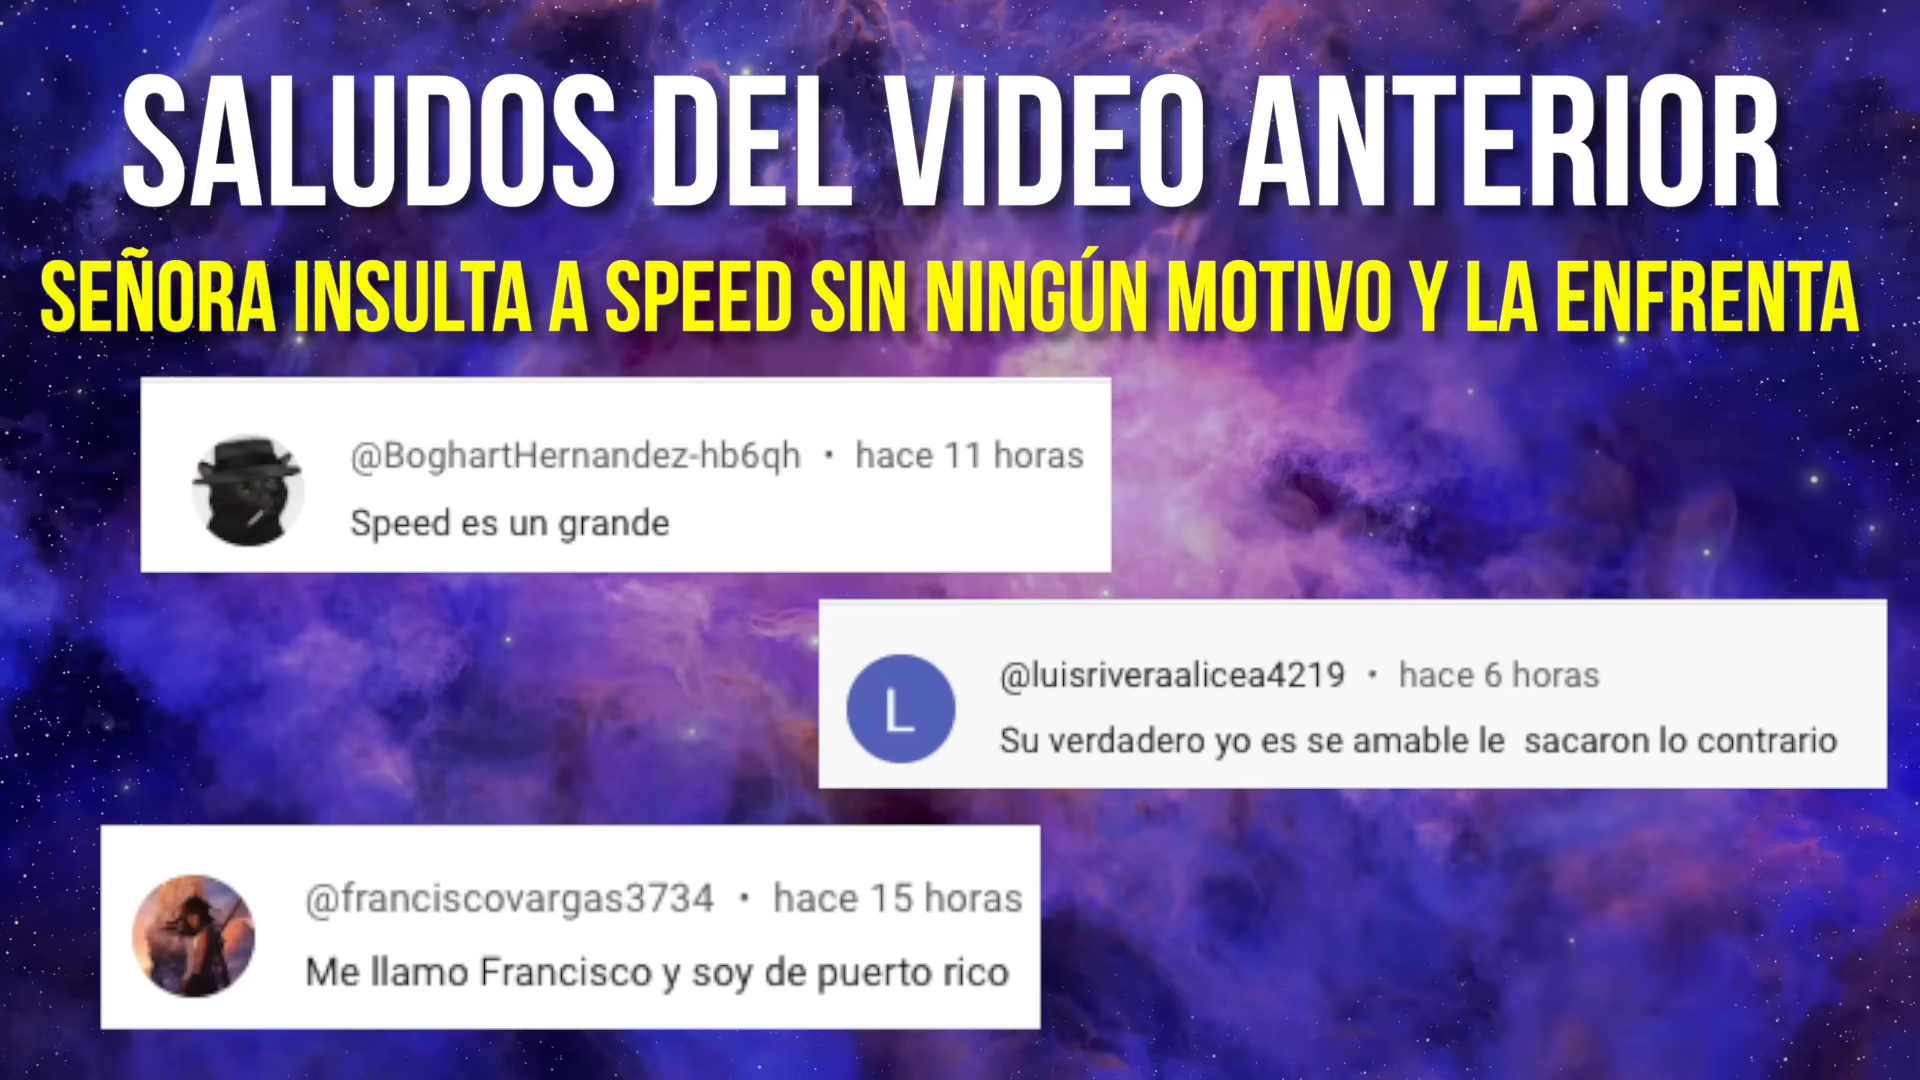 SALUDOS DEL VIDEO ANTERIOR
SEÑORA INSULTA A SPEED SIN NINGÚN MOTIVO Y LA ENFRENTA
@BoghartHernandez-hb6qh • hace 11 horas
Speed es un grande
L
@luisriveraalicea4219 • hace 6 horas
Su verdadero yo es se amable le  sacaron lo contrario
@franciscovargas3734 • hace 15 horas
Me llamo Francisco y soy de puerto rico